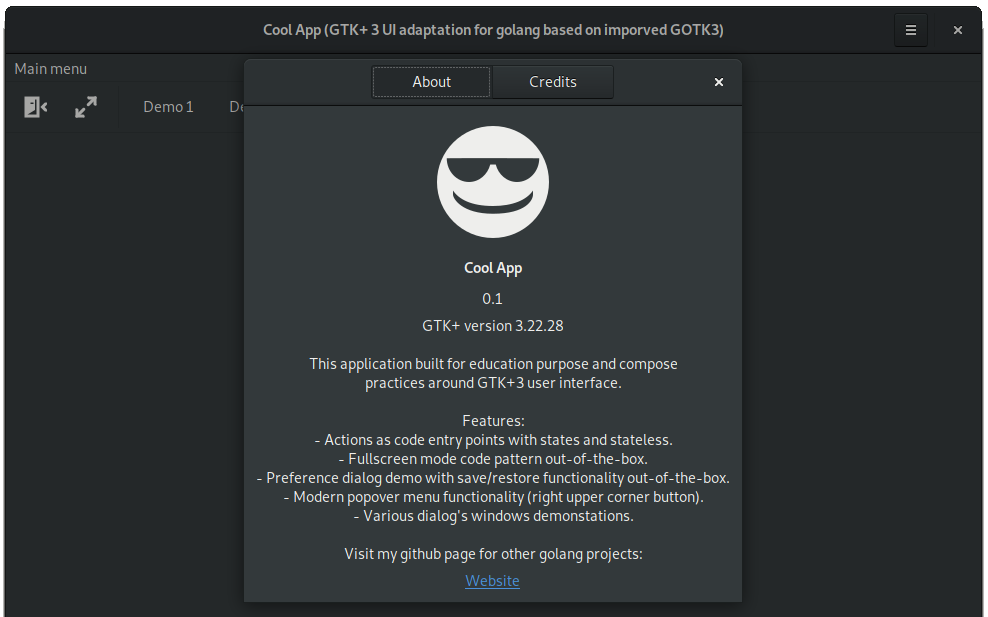 Cool App (GTK+ 3 UI adaptation for golang based on imporved GOTK3)
Main menu
About
Credits
Demo 1
Cool App
0.1
GTK+ version 3.22.28
This application built for education purpose and compose
practices around GTK+3 user interface.
Features:
- Actions as code entry points with states and stateless.
- Fullscreen mode code pattern out-of-the-box.
- Preference dialog demo with save/restore functionality out-of-the-box.
- Modern popover menu functionality (right upper corner button).
- Various dialog's windows demonstations.
Visit my github page for other golang projects:
Website